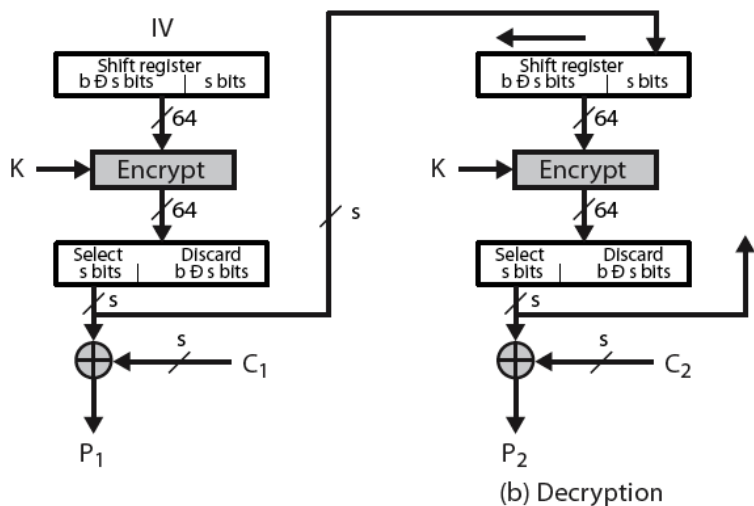 IV
Shift register
b Đ s bits | s bits
64
K
Encrypt
64
Select Discard
s bits | b Đ s bits
s
s
C1
P1
s
Shift register
b Đ s bits | s bits
64
K
Encrypt
64
Select Discard
s bits | b Đ s bits
s
s
C2
P2
(b) Decryption